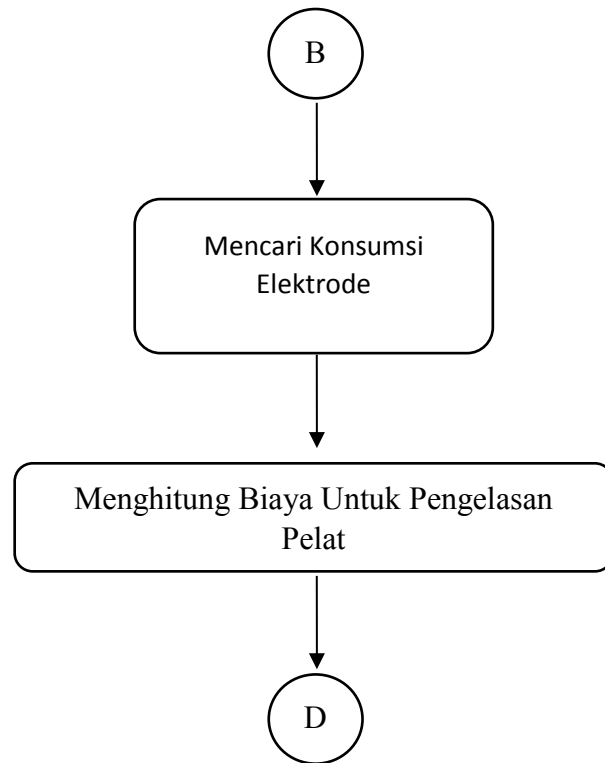 B
Mencari Konsumsi
Elektrode
Menghitung Biaya Untuk Pengelasan
Pelat
D